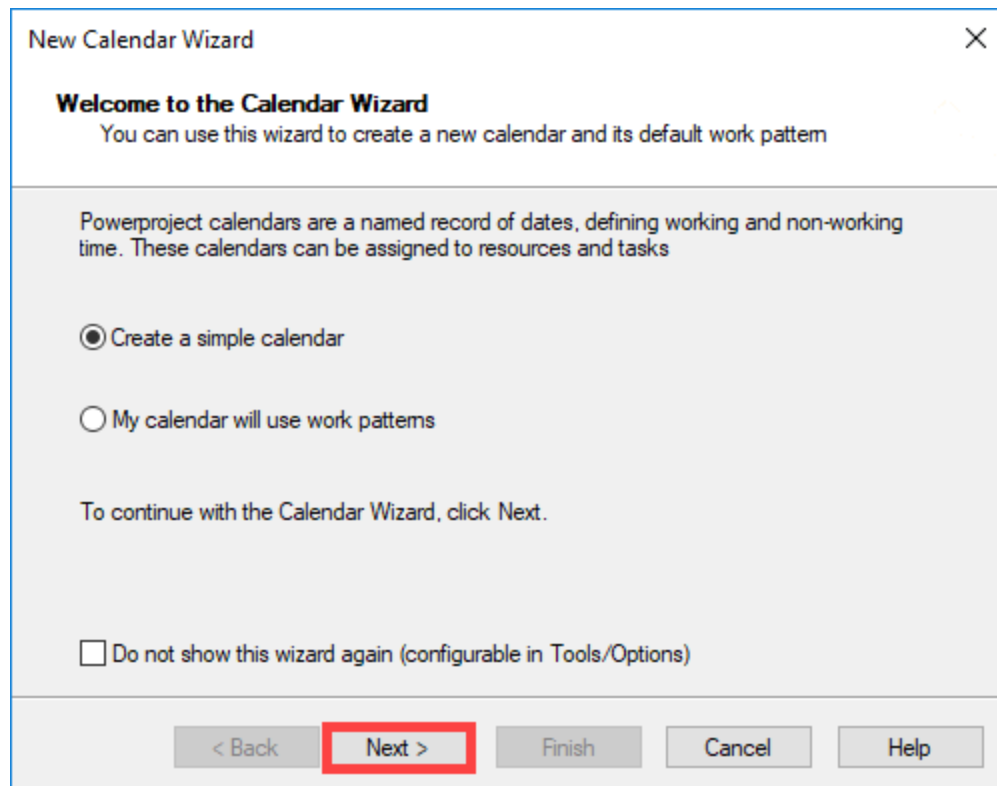 New Calendar Wizard
Welcome to the Calendar Wizard
You can use this wizard to create a new calendar and its default work pattern
Powerproject calendars are a named record of dates, defining working and non-working
time. These calendars can be assigned to resources and tasks
Create a simple calendar
My calendar will use work patterns
To continue with the Calendar Wizard, click Next.
Do not show this wizard again (configurable in Tools/Options)
< Back Next > Finish Cancel Help